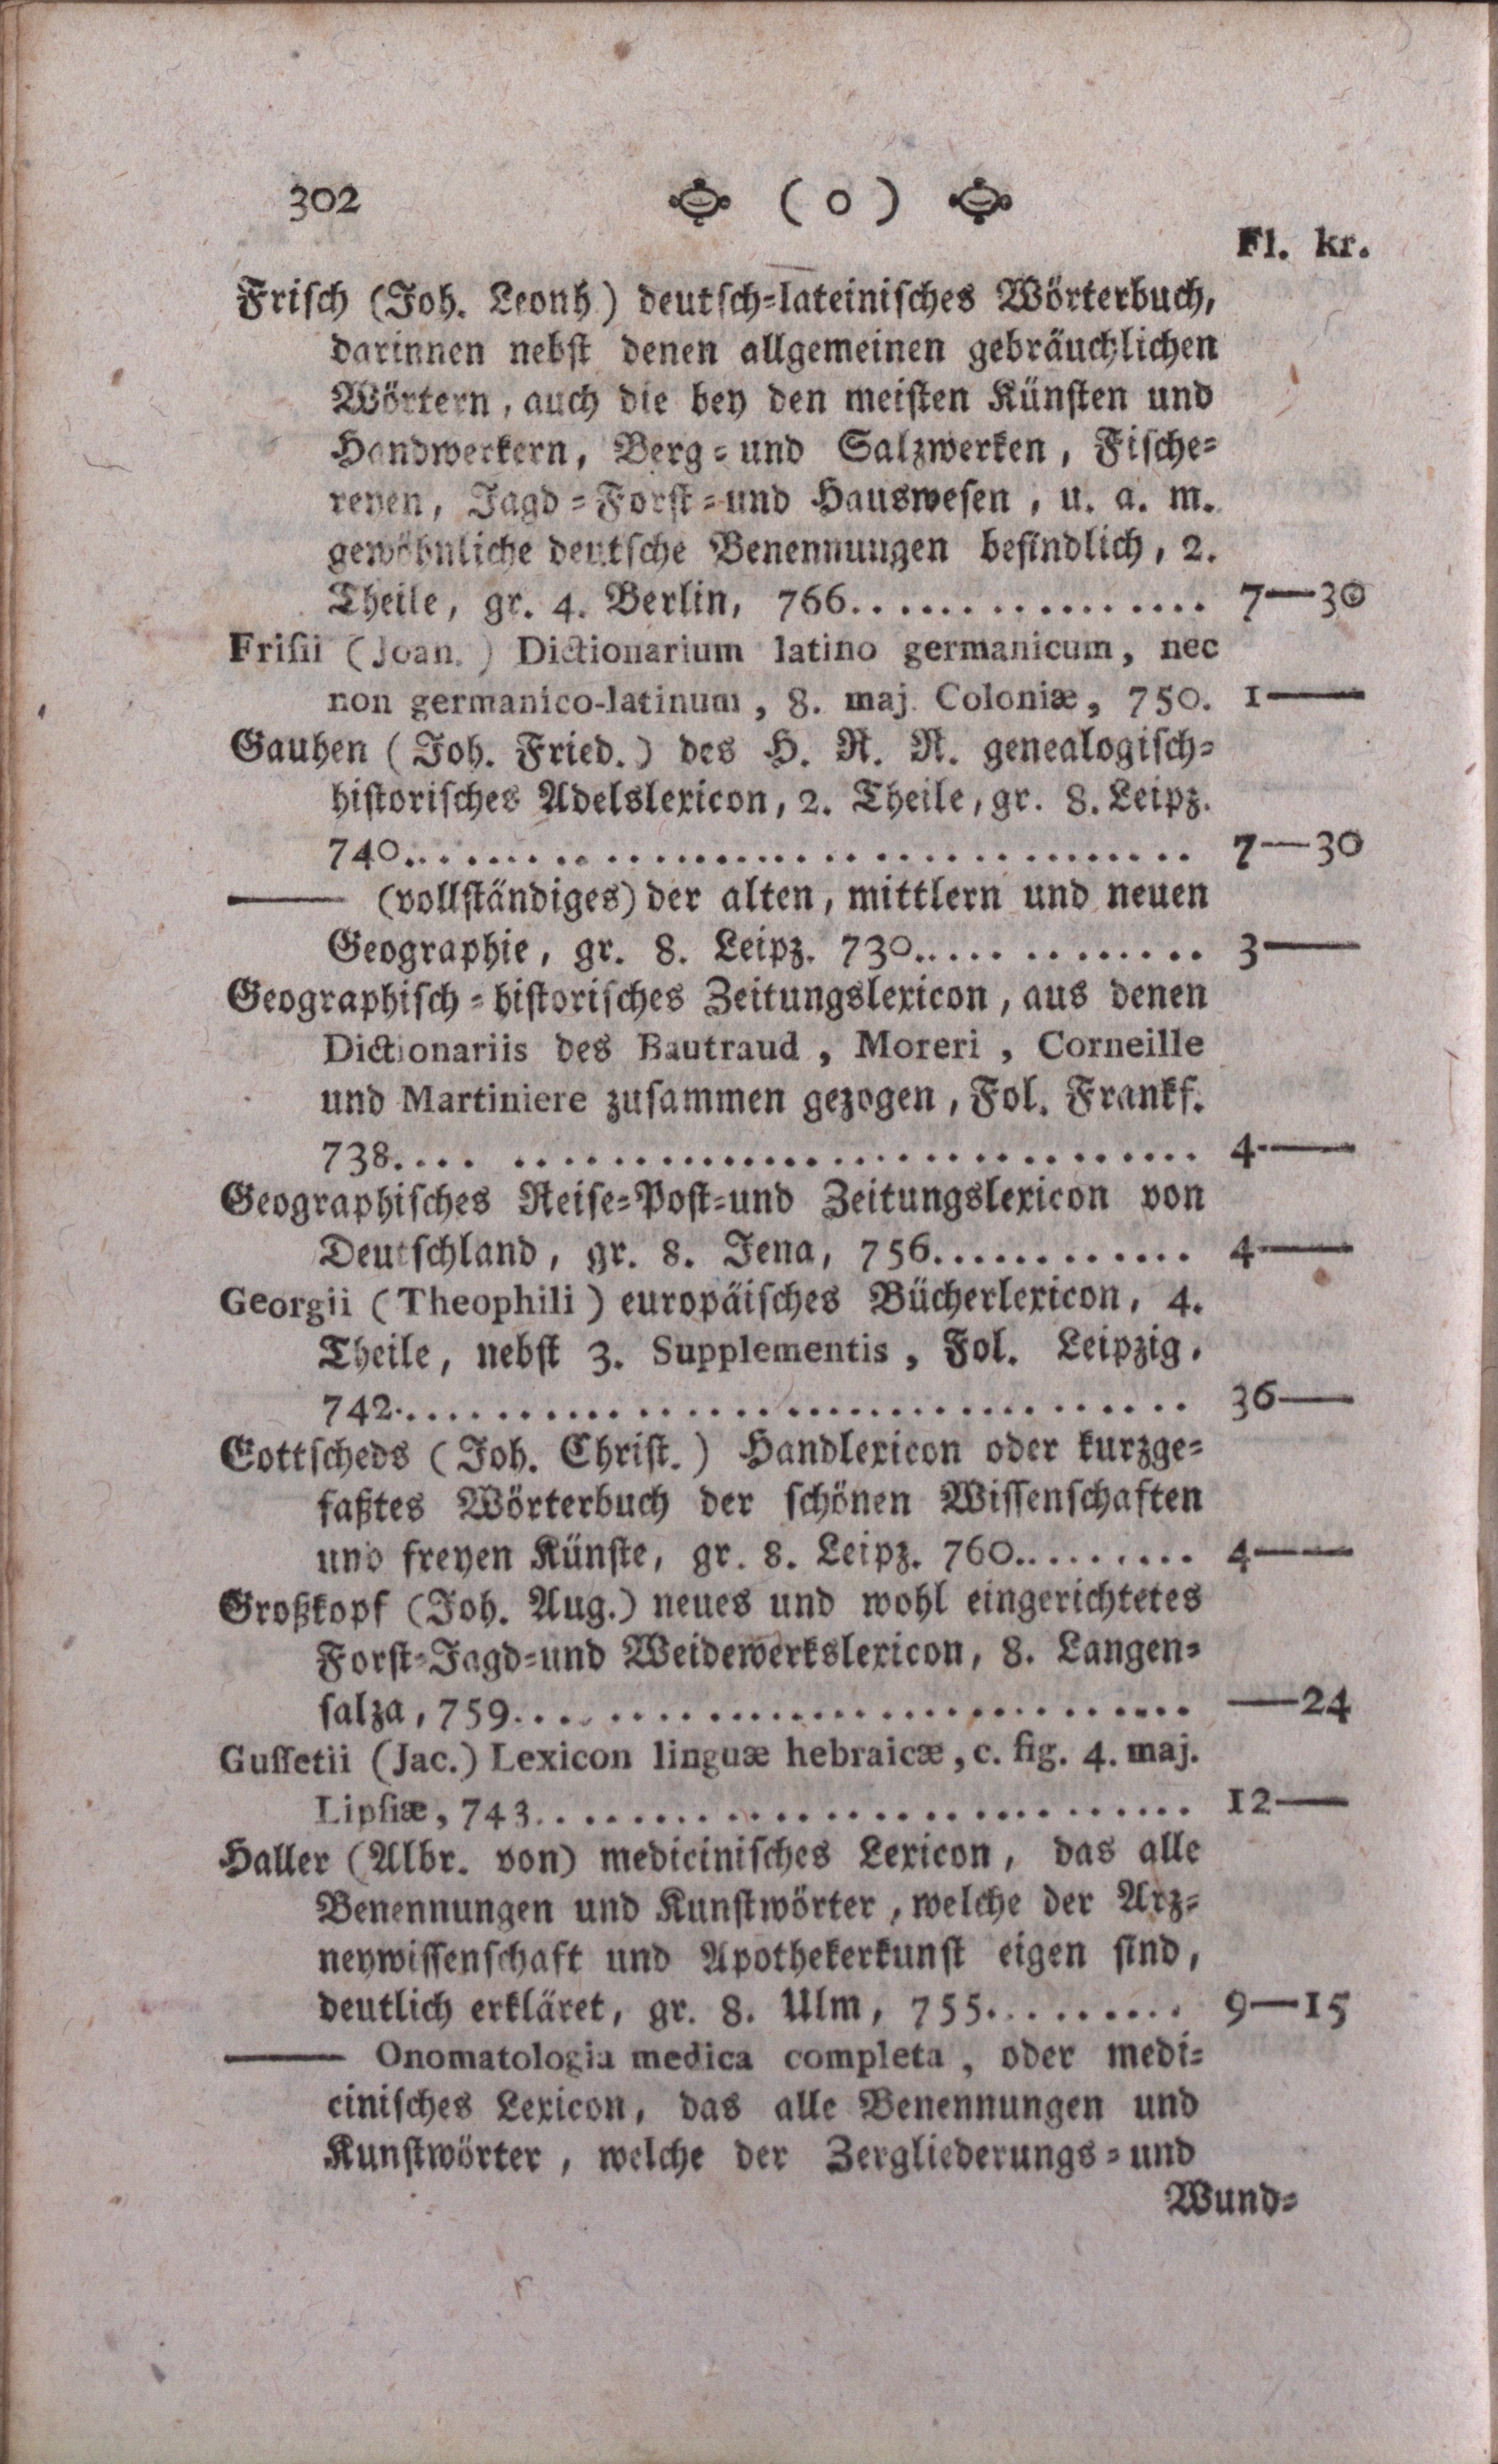 302 ( o )
Fl. kr.
Frisch (Joh. Leonh) deutsch-lateinisches Wörterbuch,
darinnen nebst denen allgemeinen gebräuchlichen
Wörtern, auch die bey den meisten Künsten und
Handwerkern, Berg- und Salzwerken, Fische-
reyen, Jagd-Forst-und Hauswesen, u. a. m.
gewöhnliche deutsche Benennungen befindlich, 2.
Theile, gr. 4. Berlin, 766................. 7—30
Frisii (Joan.) Dictionarium latino germanicum, nec
non germanico-latinum, 8. maj. Coloniæ, 750. 1——
Gauhen (Joh. Fried.) des H. R. R. genealogisch-
historisches Adelslexicon, 2. Theile, gr. 8. Leipz.
740.................................. 7—30
—— (vollständiges) der alten, mittlern und neuen
Geographie, gr. 8. Leipz. 730............. 3——
Geographisch-historisches Zeitungslexicon, aus denen
Dictionariis des Bautraud, Moreri, Corneille
und Martiniere zusammen gezogen, Fol. Frankf.
738.................................. 4——
Geographisches Reise-Post-und Zeitungslexicon von
Deutschland, gr. 8. Jena, 756............ 4——
Georgii (Theophili) europäisches Bücherlexicon, 4.
Theile, nebst 3. Supplementis, Fol. Leipzig,
742.................................. 36——
Gottscheds (Joh. Christ.) Handlexicon oder kurzge-
faßtes Wörterbuch der schönen Wissenschaften
und freyen Künste, gr. 8. Leipz. 760......... 4——
Großkopf (Joh. Aug.) neues und wohl eingerichtetes
Forst-Jagd-und Weidewerkslexicon, 8. Langen-
salza, 759............................. ——24
Gussetii (Jac.) Lexicon linguæ hebraicæ, c. fig. 4. maj.
Lipsiæ, 743............................ 12——
Haller (Albr. von) medicinisches Lexicon, das alle
Benennungen und Kunstwörter, welche der Arz-
neywissenschaft und Apothekerkunst eigen sind,
deutlich erkläret, gr. 8. Ulm, 755......... 9—15
—— Onomatologia medica completa, oder medi-
cinisches Lexicon, das alle Benennungen und
Kunstwörter, welche der Zergliederungs-und
Wund-